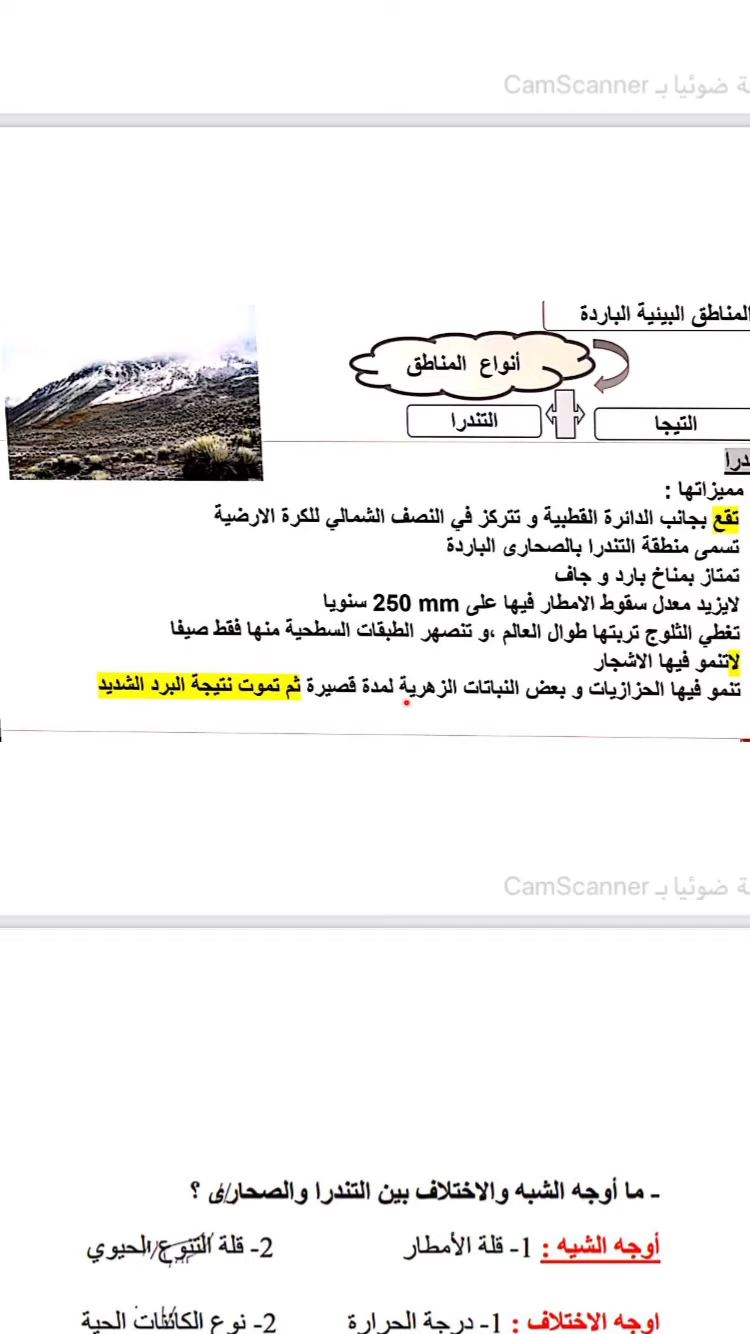 ضوئيا بـ CamScanner
المناطق البيئية الباردة
أنواع المناطق
التيجا
التندرا
مميزاتها :
تقع بجانب الدائرة القطبية و تتركز في النصف الشمالي للكرة الارضية
تسمى منطقة التندرا بالصحارى الباردة
تمتاز بمناخ بارد و جاف
لايزيد معدل سقوط الامطار فيها على 250 mm سنويا
تغطي الثلوج تربتها طوال العالم ،و تنصهر الطبقات السطحية منها فقط صيفا
لاتنمو فيها الاشجار
تنمو فيها الحزازيات و بعض النباتات الزهرية لمدة قصيرة ثم تموت نتيجة البرد الشديد
ضوئيا بـ CamScanner
- ما أوجه الشبه والاختلاف بين التندرا والصحارى ؟
أوجه الشبه : 1- قلة الأمطار 2- قلة التنوع الحيوي
اوجه الاختلاف : 1- درجة الحرارة 2- نوع الكائنات الحية